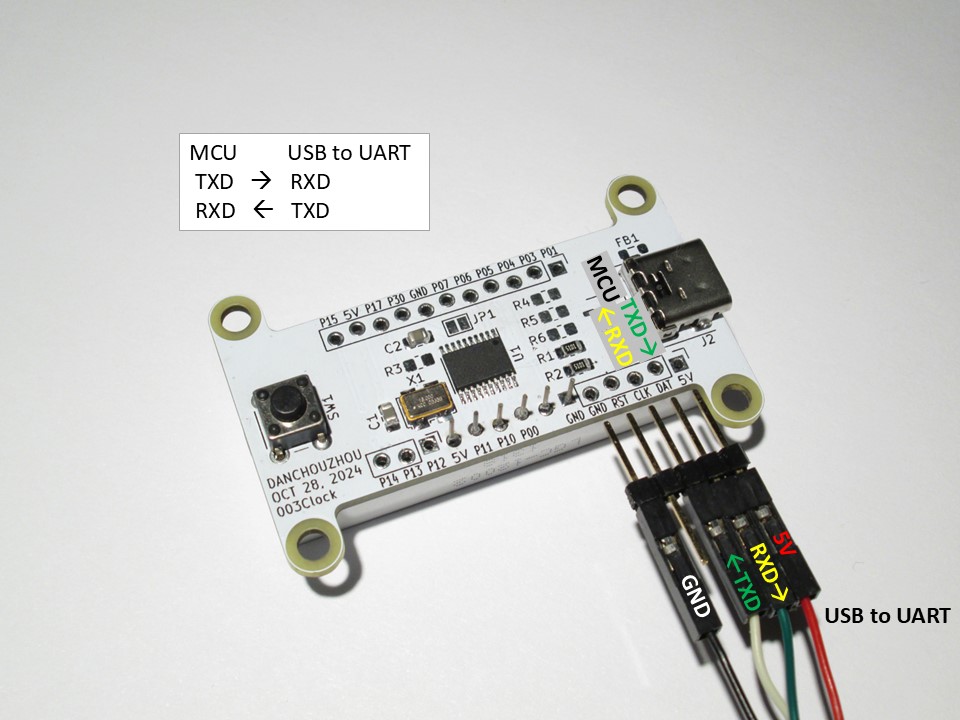 MCU USB to UART
TXD → RXD
RXD ← TXD
FB1
P15 5V P17 P30 GND P07 P06 P05 P04 P03 P01
MCU
TXD→
←RXD
R4
R5
R6
R1
R2
JP1
C2
R3
X1
U1
C1
SW1
J2
GND GND RST CLK DAT 5V
P14 P13 P12 5V P11 P10 P00
DANCHOUZHOU
OCT 28, 2024
003Clock
GND
←TXD
RXD→
5V
USB to UART